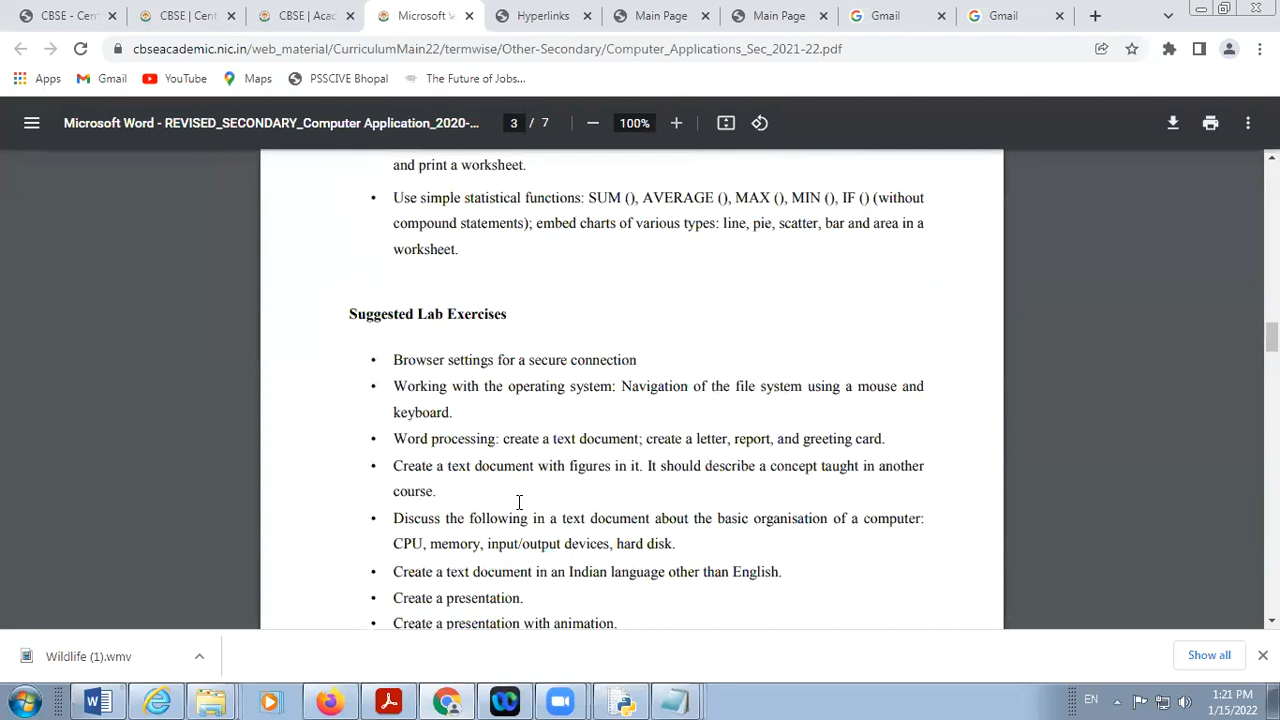 CBSE - Cen
CBSE | Cent
CBSE | Acad
Microsoft W
Hyperlinks
Main Page
Main Page
Gmail
Gmail
cbseacademic.nic.in/web_material/CurriculumMain22/termwise/Other-Secondary/Computer_Applications_Sec_2021-22.pdf
Apps
Gmail
YouTube
Maps
PSSCIVE Bhopal
The Future of Jobs...
Microsoft Word - REVISED_SECONDARY_Computer Application_2020-...
3 / 7
100%
and print a worksheet.
• Use simple statistical functions: SUM (), AVERAGE (), MAX (), MIN (), IF () (without
compound statements); embed charts of various types: line, pie, scatter, bar and area in a
worksheet.
Suggested Lab Exercises
• Browser settings for a secure connection
• Working with the operating system: Navigation of the file system using a mouse and
keyboard.
• Word processing: create a text document; create a letter, report, and greeting card.
• Create a text document with figures in it. It should describe a concept taught in another
course.
• Discuss the following in a text document about the basic organisation of a computer:
CPU, memory, input/output devices, hard disk.
• Create a text document in an Indian language other than English.
• Create a presentation.
• Create a presentation with animation.
Wildlife (1).wmv
Show all
EN
1:21 PM
1/15/2022